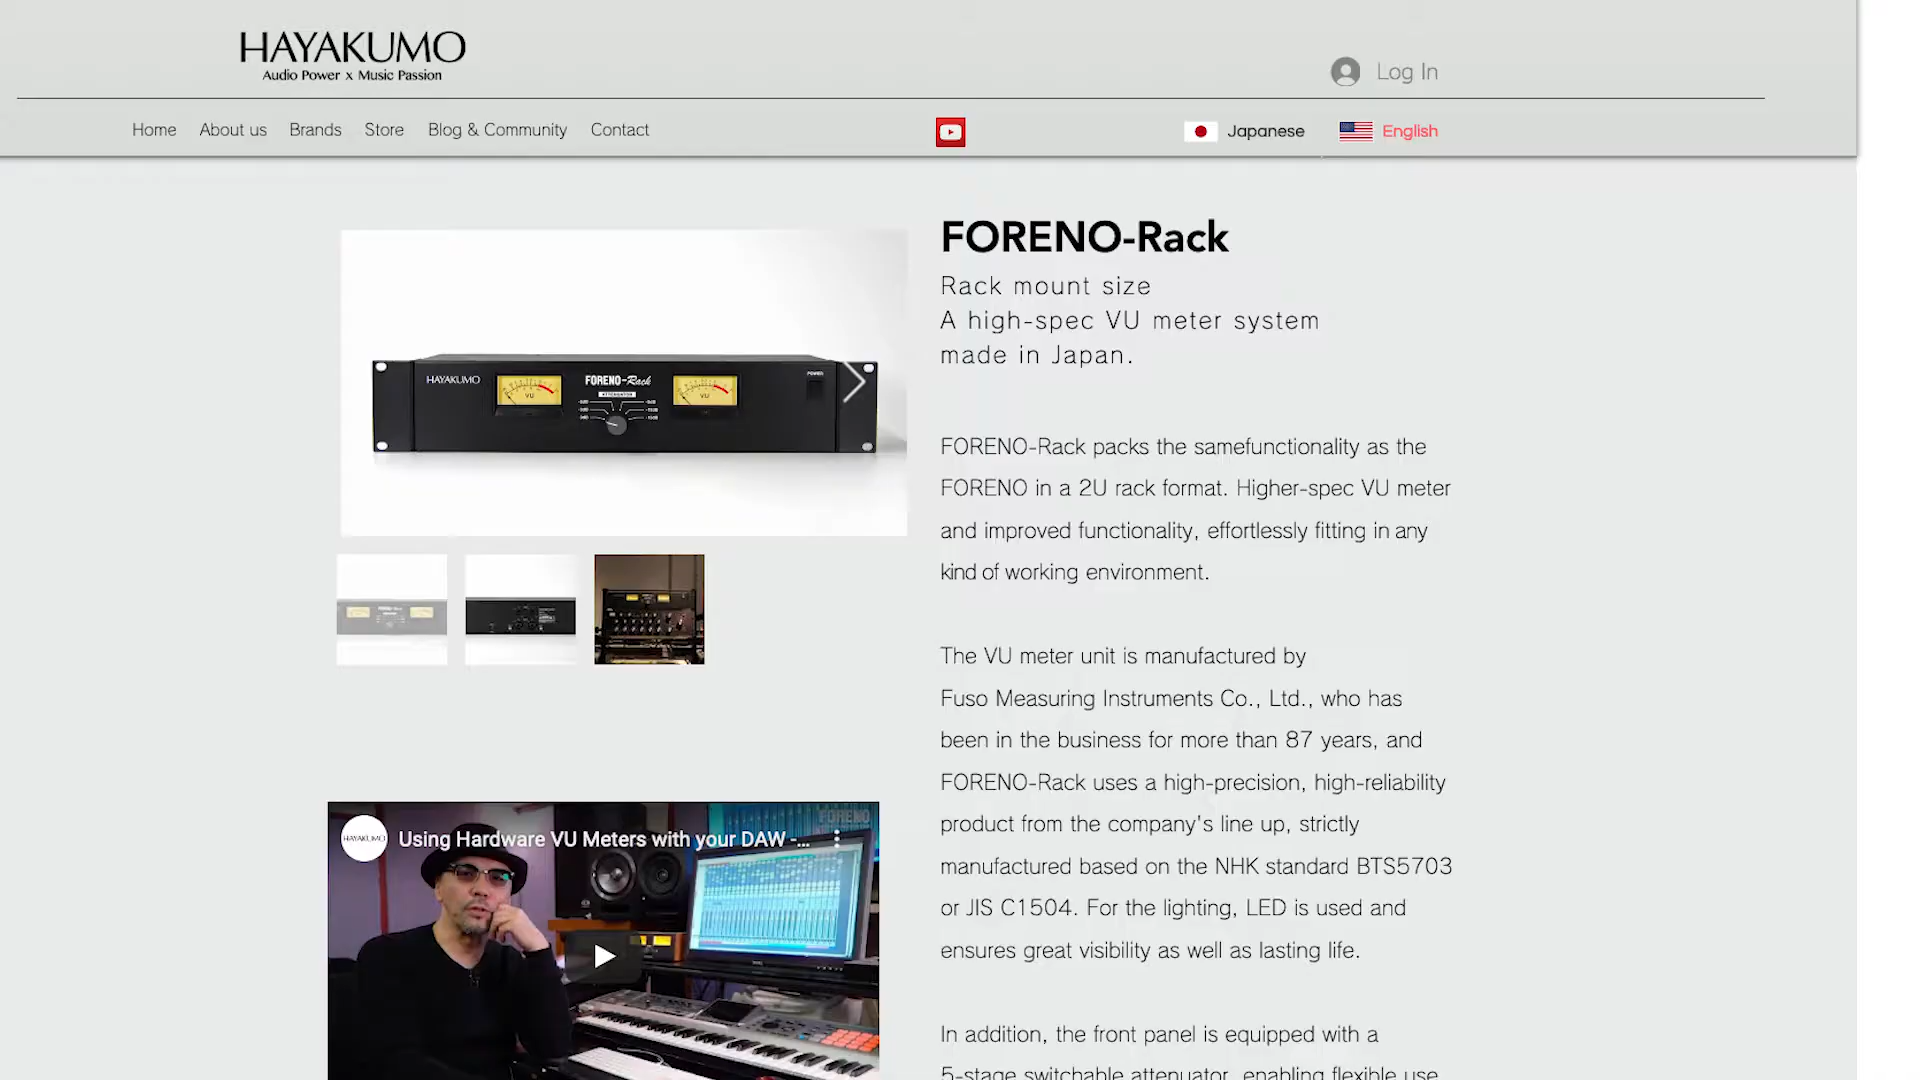 HAYAKUMO
Audio Power x Music Passion
Log In
Home About us Brands Store Blog & Community Contact
Japanese English
FORENO-Rack
Rack mount size
A high-spec VU meter system
made in Japan.
HAYAKUMO
FORENO-Rack
ATTENUATOR
POWER
VU
VU
FORENO-Rack packs the samefunctionality as the
FORENO in a 2U rack format. Higher-spec VU meter
and improved functionality, effortlessly fitting in any
kind of working environment.
The VU meter unit is manufactured by
Fuso Measuring Instruments Co., Ltd., who has
been in the business for more than 87 years, and
FORENO-Rack uses a high-precision, high-reliability
product from the company's line up, strictly
manufactured based on the NHK standard BTS5703
or JIS C1504. For the lighting, LED is used and
ensures great visibility as well as lasting life.
HAYAKUMO
Using Hardware VU Meters with your DAW -...
FORENO
In addition, the front panel is equipped with a
5-stage switchable attenuator, enabling flexible use